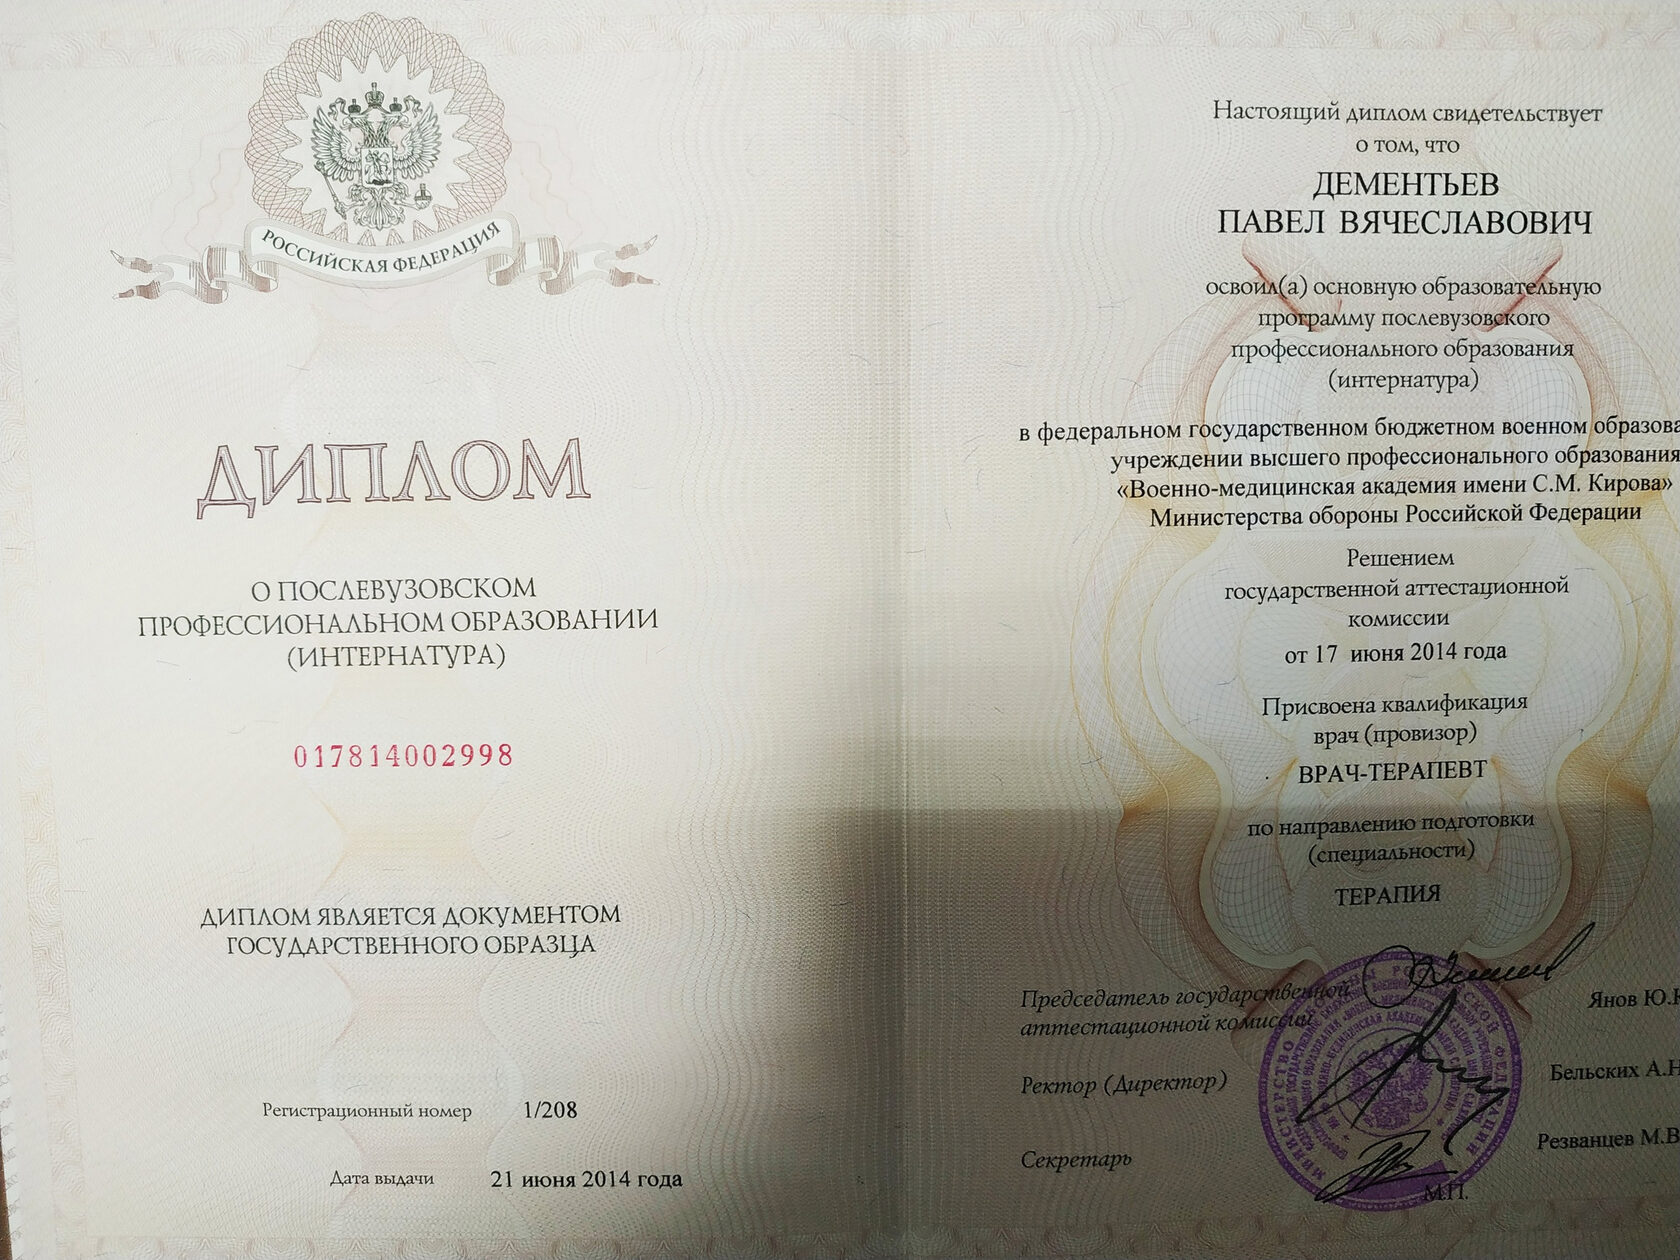 РОССИЙСКАЯ ФЕДЕРАЦИЯ
ДИПЛОМ
О ПОСЛЕВУЗОВСКОМ
ПРОФЕССИОНАЛЬНОМ ОБРАЗОВАНИИ
(ИНТЕРНАТУРА)
017814002998
ДИПЛОМ ЯВЛЯЕТСЯ ДОКУМЕНТОМ
ГОСУДАРСТВЕННОГО ОБРАЗЦА
Регистрационный номер 1/208
Дата выдачи 21 июня 2014 года
Настоящий диплом свидетельствует
о том, что
ДЕМЕНТЬЕВ
ПАВЕЛ ВЯЧЕСЛАВОВИЧ
освоил(а) основную образовательную
программу послевузовского
профессионального образования
(интернатура)
в федеральном государственном бюджетном военном образова
учреждении высшего профессионального образования
«Военно-медицинская академия имени С.М. Кирова»
Министерства обороны Российской Федерации
Решением
государственной аттестационной
комиссии
от 17 июня 2014 года
Присвоена квалификация
врач (провизор)
ВРАЧ-ТЕРАПЕВТ
по направлению подготовки
(специальности)
ТЕРАПИЯ
Председатель государственной
аттестационной комиссии
Янов Ю.К
Ректор (Директор)
Бельских А.Н
Секретарь
Резванцев М.В
М.П.